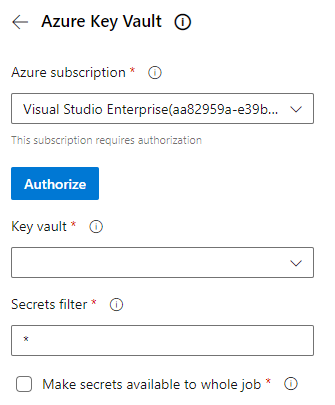 Azure Key Vault
Azure subscription *
Visual Studio Enterprise(aa82959a-e39b...
This subscription requires authorization
Authorize
Key vault *
Secrets filter *
*
Make secrets available to whole job *